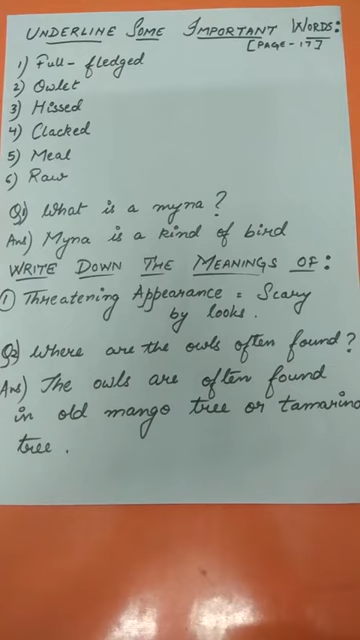 UNDERLINE SOME IMPORTANT WORDS:
[PAGE-17]
1) Full-fledged
2) Owlet
3) Hissed
4) Clacked
5) Meal
6) Raw
Q1) What is a myna?
Ans) Myna is a kind of bird
WRITE DOWN THE MEANINGS OF:
① Threatening Appearance = Scary
by looks.
Q2) Where are the owls often found?
Ans) The owls are often found
in old mango tree or tamarind
tree.